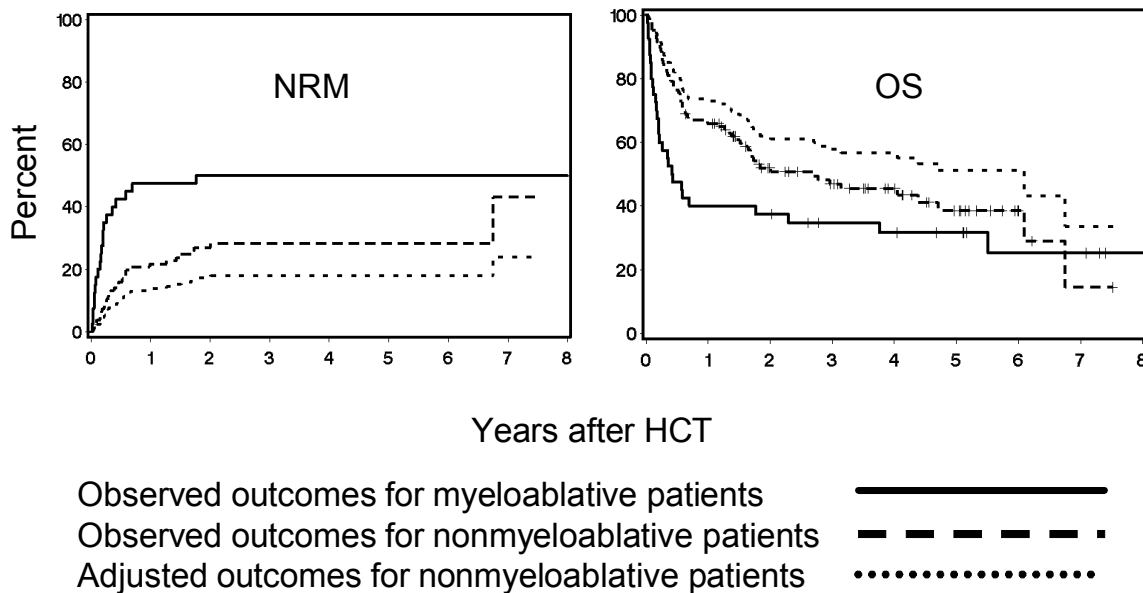 100
80
60
40
20
0
Percent
NRM
0 1 2 3 4 5 6 7 8
100
80
60
40
20
0
OS
0 1 2 3 4 5 6 7 8
Years after HCT
Observed outcomes for myeloablative patients
Observed outcomes for nonmyeloablative patients
Adjusted outcomes for nonmyeloablative patients